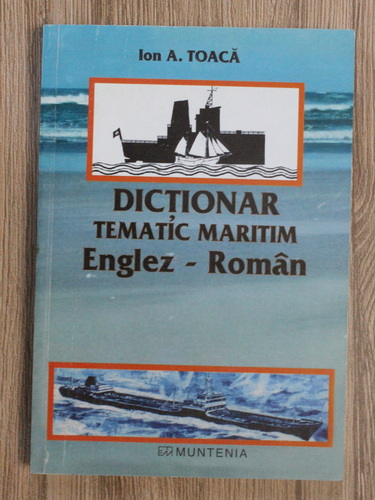 Ion A. TOACĂ
DICȚIONAR
TEMATIC MARITIM
Englez - Român
MUNTENIA